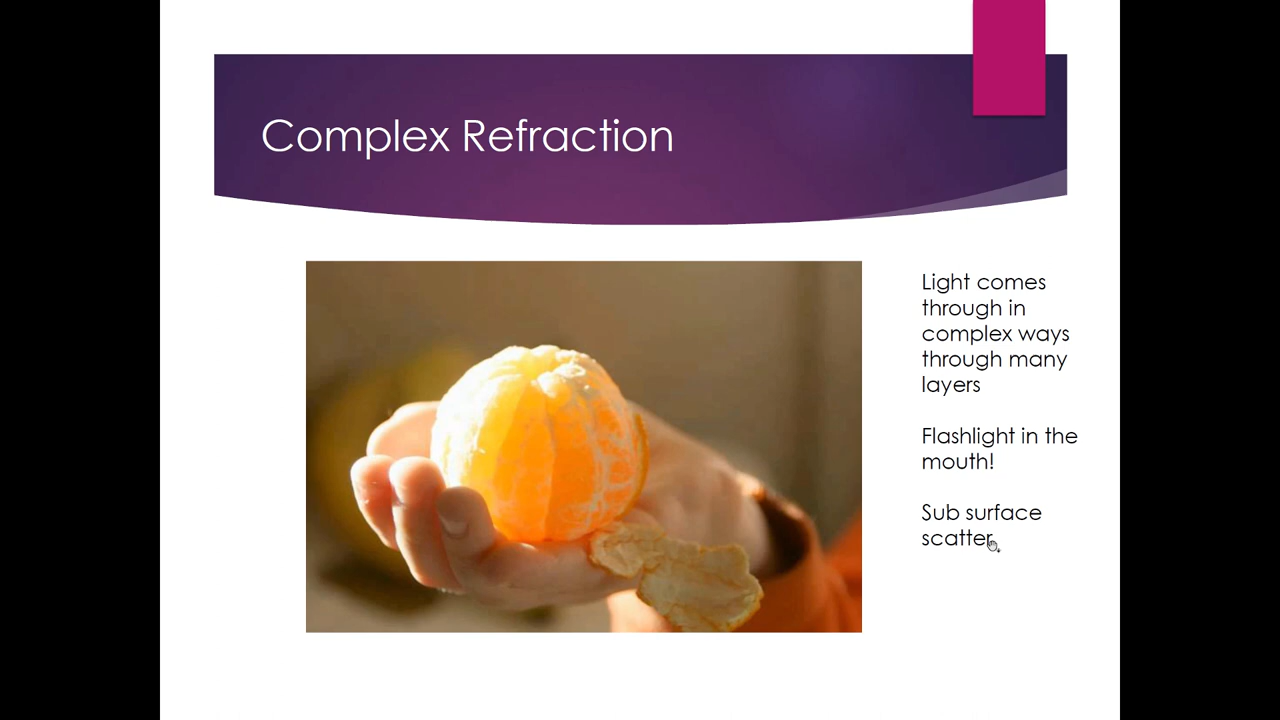 Complex Refraction
Light comes
through in
complex ways
through many
layers
Flashlight in the
mouth!
Sub surface
scatter